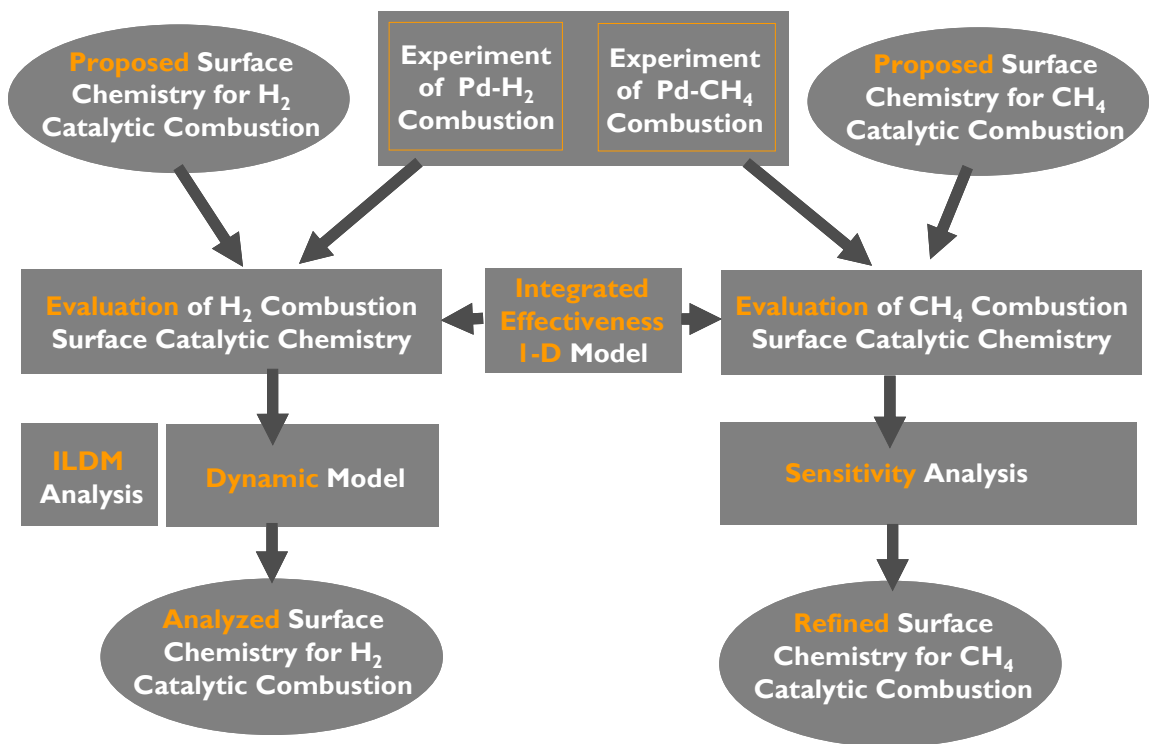 Proposed Surface
Chemistry for H₂
Catalytic Combustion
Experiment
of Pd-H₂
Combustion
Experiment
of Pd-CH₄
Combustion
Proposed Surface
Chemistry for CH₄
Catalytic Combustion
Evaluation of H₂ Combustion
Surface Catalytic Chemistry
Integrated
Effectiveness
1-D Model
Evaluation of CH₄ Combustion
Surface Catalytic Chemistry
ILDM
Analysis
Dynamic Model
Sensitivity Analysis
Analyzed Surface
Chemistry for H₂
Catalytic Combustion
Refined Surface
Chemistry for CH₄
Catalytic Combustion